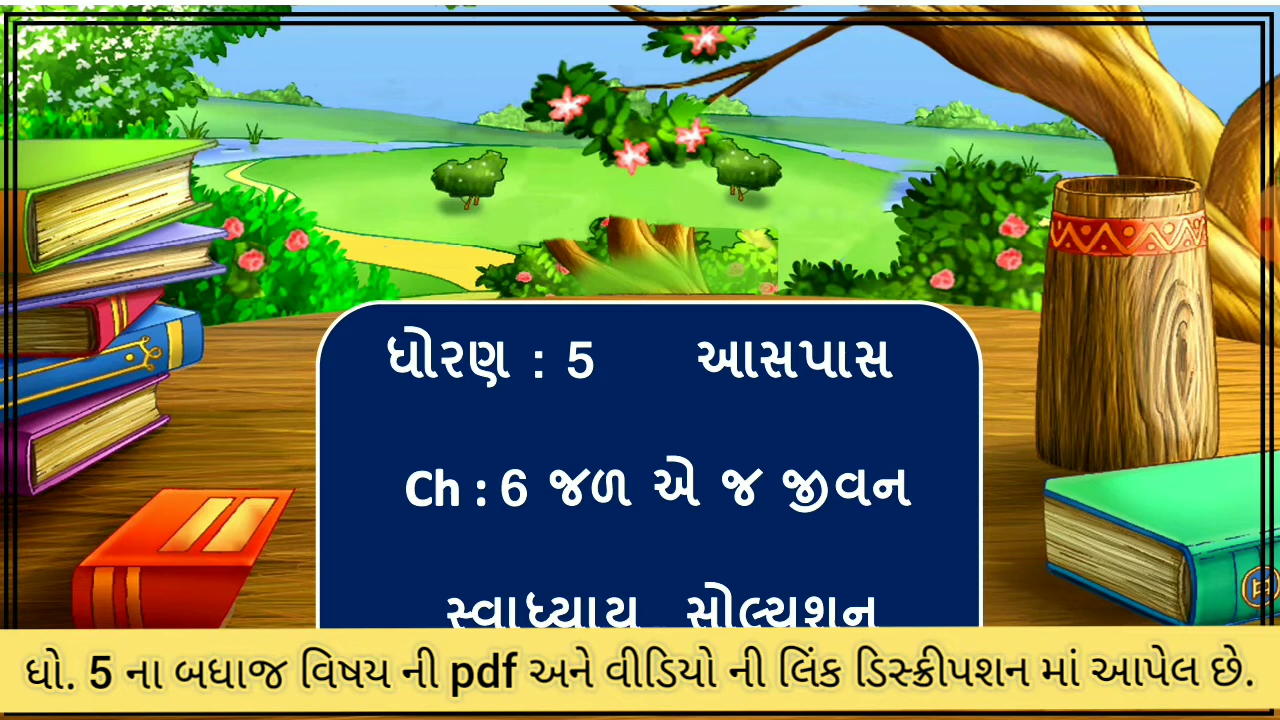 ધોરણ : 5 આસપાસ
Ch : 6 જળ એ જ જીવન
સ્વાધ્યાય સોલ્યુશન
ધો. 5 ના બધાજ વિષય ની pdf અને વીડિયો ની લિંક ડિસ્ક્રીપશન માં આપેલ છે.